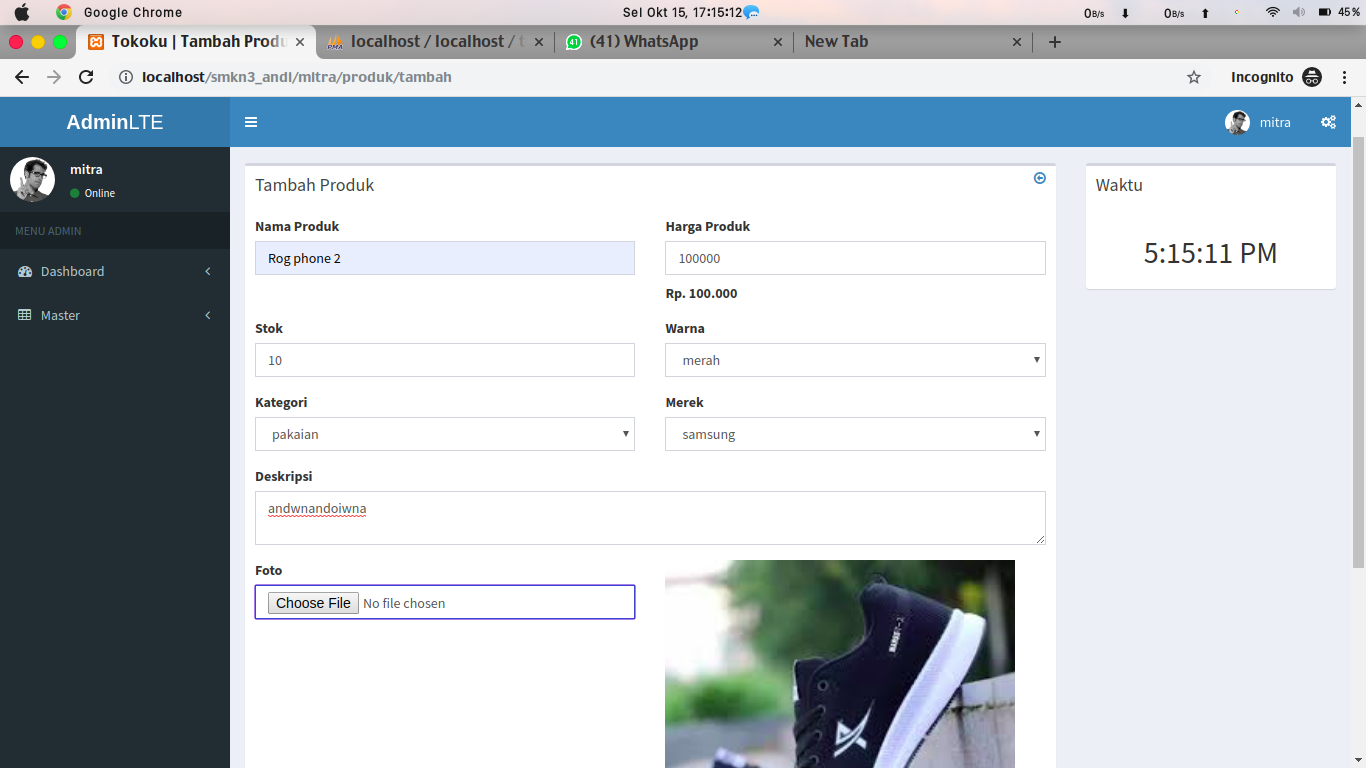 Google Chrome
Sel Okt 15, 17:15:12
0B/s
0B/s
45%
Tokoku | Tambah Produ
PMA
localhost / localhost / t
41
(41) WhatsApp
New Tab
localhost/smkn3_andi/mitra/produk/tambah
Incognito
AdminLTE
mitra
mitra
Online
MENU ADMIN
Dashboard
Master
Tambah Produk
Waktu
5:15:11 PM
Nama Produk
Harga Produk
Rog phone 2
100000
Rp. 100.000
Stok
Warna
10
merah
Kategori
Merek
pakaian
samsung
Deskripsi
andwnandoiwna
Foto
Choose File No file chosen